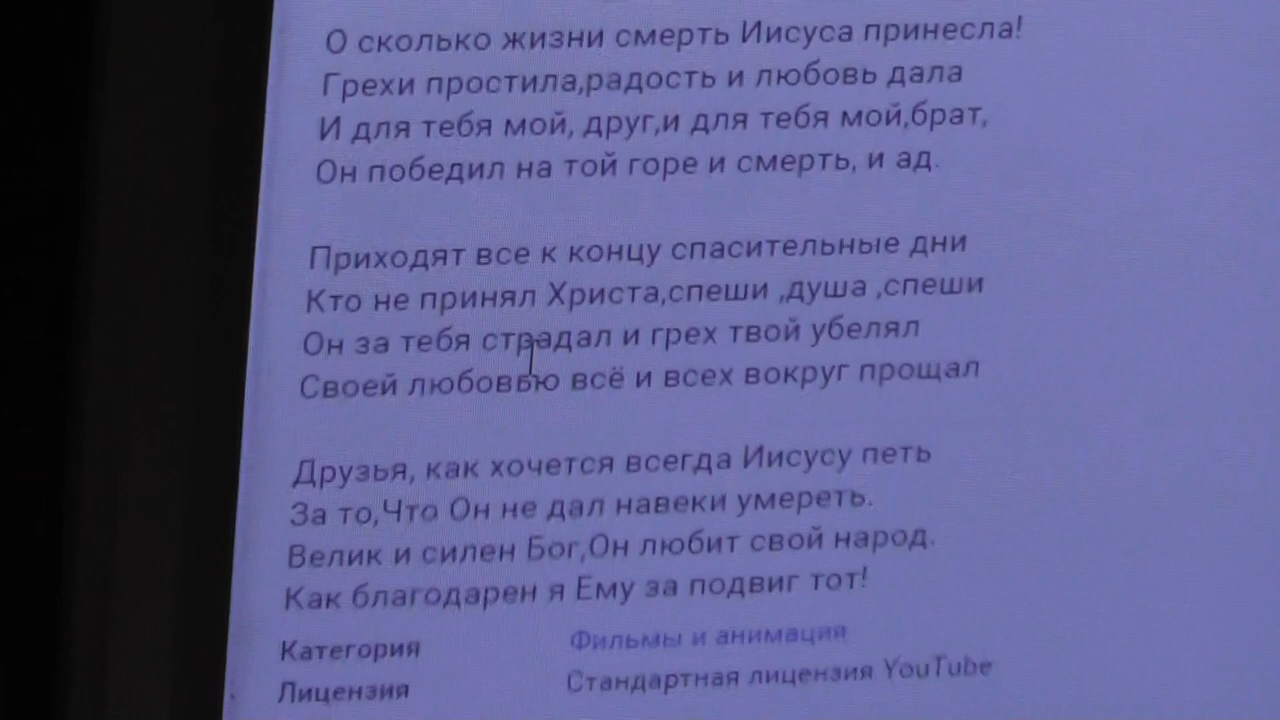 О сколько жизни смерть Иисуса принесла!
Грехи простила,радость и любовь дала
И для тебя мой, друг,и для тебя мой,брат,
Он победил на той горе и смерть, и ад.
Приходят все к концу спасительные дни
Кто не принял Христа,спеши ,душа ,спеши
Он за тебя страдал и грех твой убелял
Своей любовью всё и всех вокруг прощал
Друзья, как хочется всегда Иисусу петь
За то,Что Он не дал навеки умереть.
Велик и силен Бог,Он любит свой народ.
Как благодарен я Ему за подвиг тот!
Категория Фильмы и анимация
Лицензия Стандартная лицензия YouTube